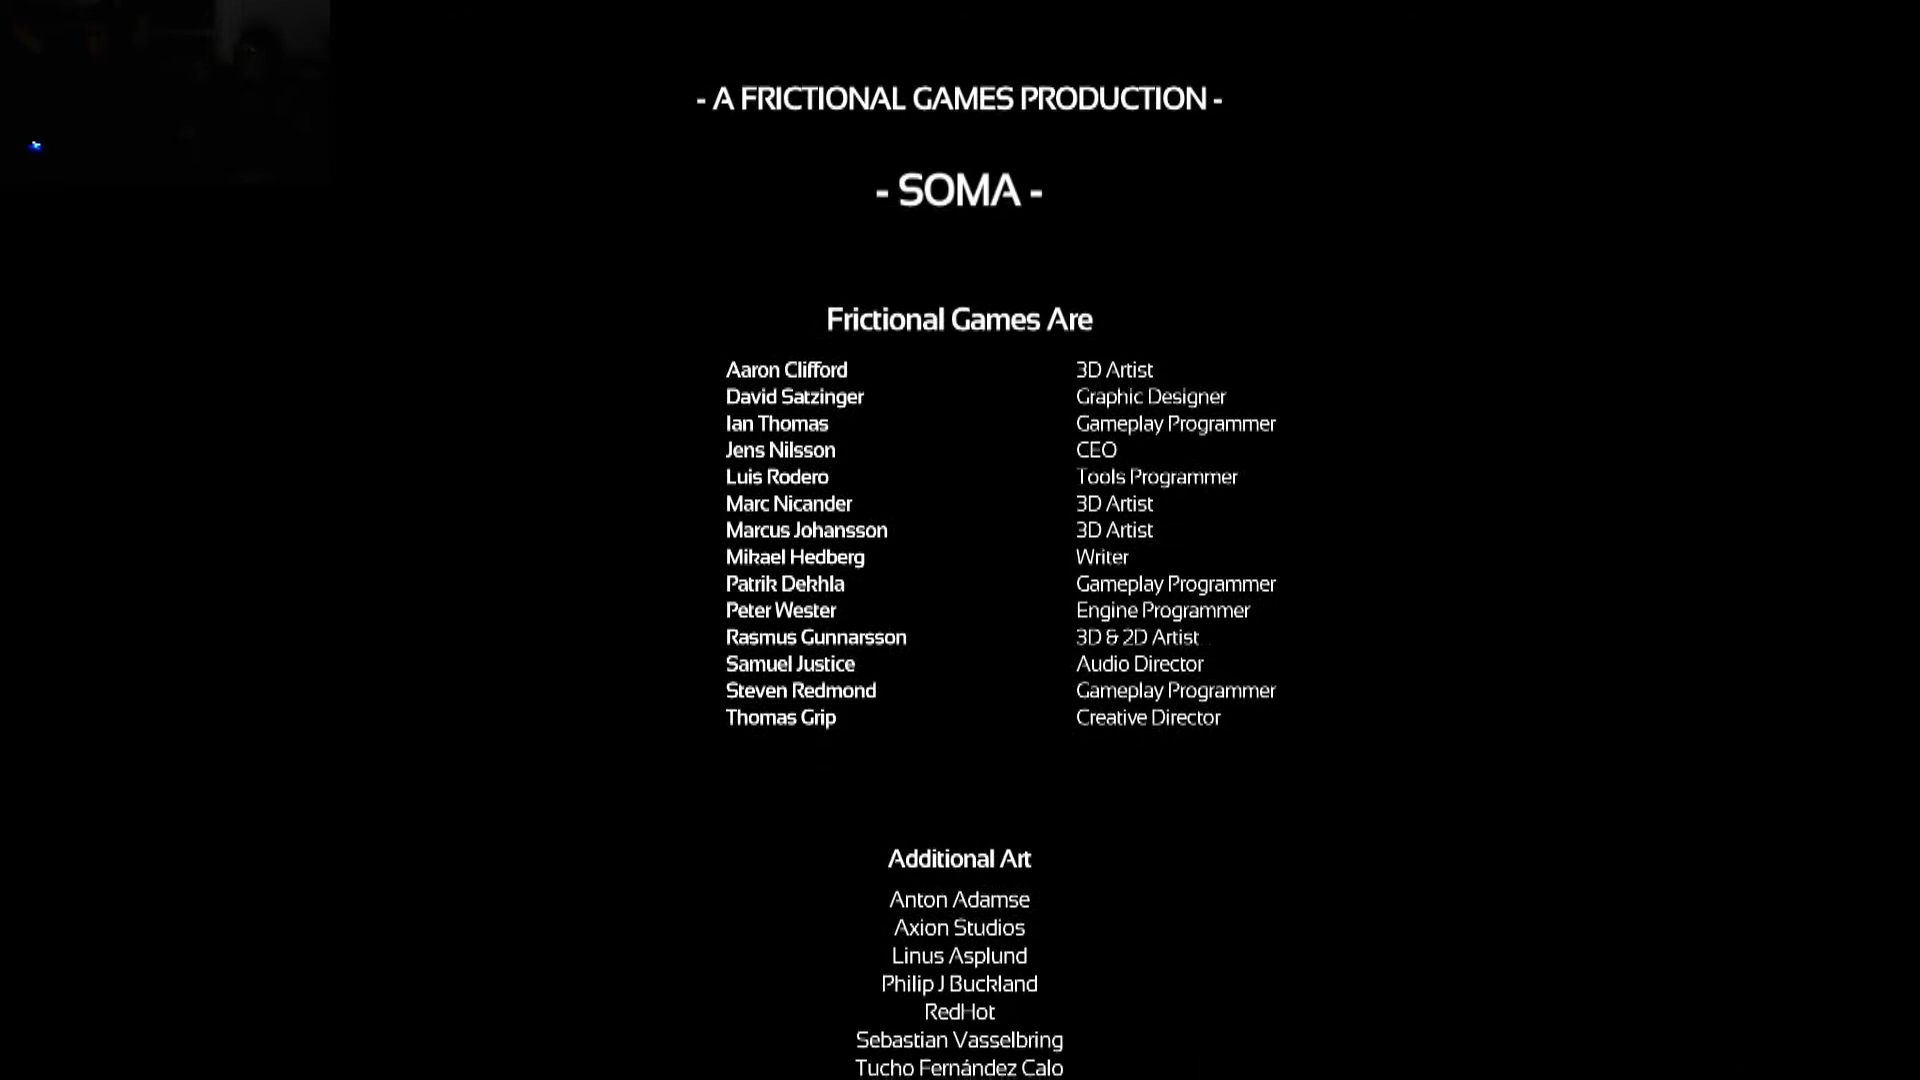 - A FRICTIONAL GAMES PRODUCTION -
- SOMA -
Frictional Games Are
Aaron Clifford 3D Artist
David Satzinger Graphic Designer
Ian Thomas Gameplay Programmer
Jens Nilsson CEO
Luis Rodero Tools Programmer
Marc Nicander 3D Artist
Marcus Johansson 3D Artist
Mikael Hedberg Writer
Patrik Dekhla Gameplay Programmer
Peter Wester Engine Programmer
Rasmus Gunnarsson 3D & 2D Artist
Samuel Justice Audio Director
Steven Redmond Gameplay Programmer
Thomas Grip Creative Director
Additional Art
Anton Adamse
Axion Studios
Linus Asplund
Philip J Buckland
RedHot
Sebastian Vasselbring
Tucho Fernández Calo